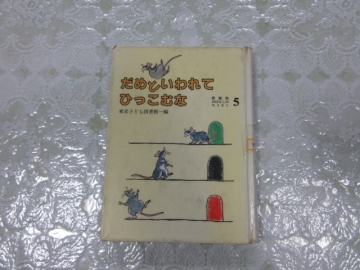 だめといわれて
ひっこむな
5
東京子ども図書館=編